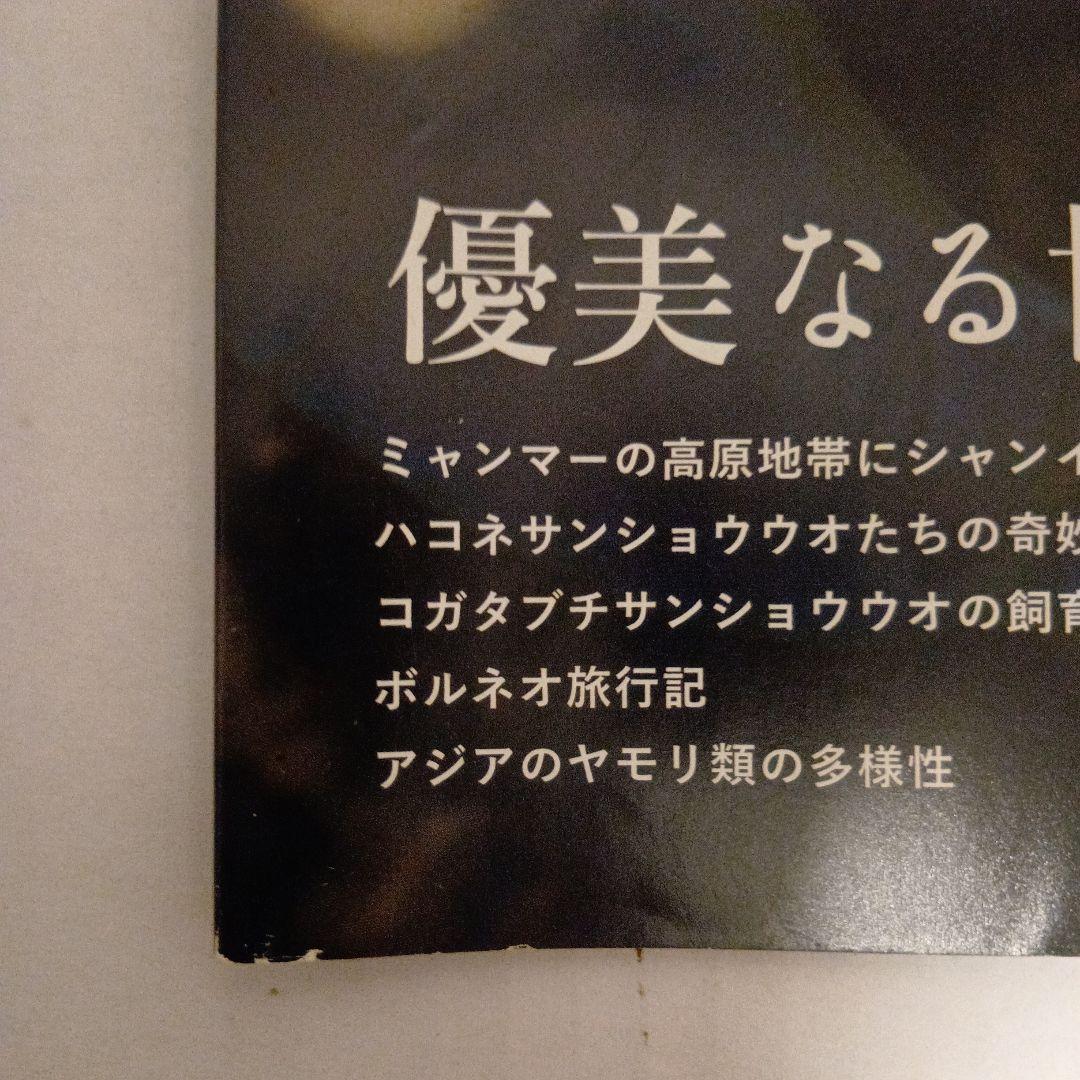 優美なる
ミャンマーの高原地帯にシャンイ
ハコネサンショウウオたちの奇妙
コガタブチサンショウウオの飼育
ボルネオ旅行記
アジアのヤモリ類の多様性